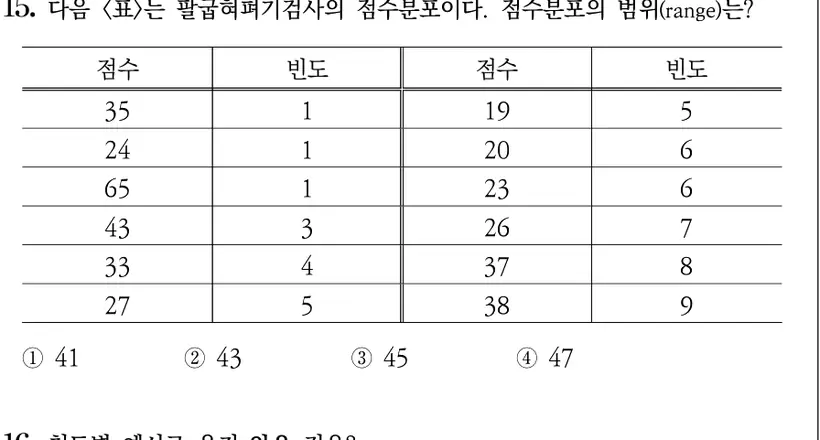 15. 다음 <표>는 팔굽혀펴기검사의 점수분포이다. 점수분포의 범위(range)는?
점수 빈도 점수 빈도
35 1 19 5
24 1 20 6
65 1 23 6
43 3 26 7
33 4 37 8
27 5 38 9
① 41 ② 43 ③ 45 ④ 47